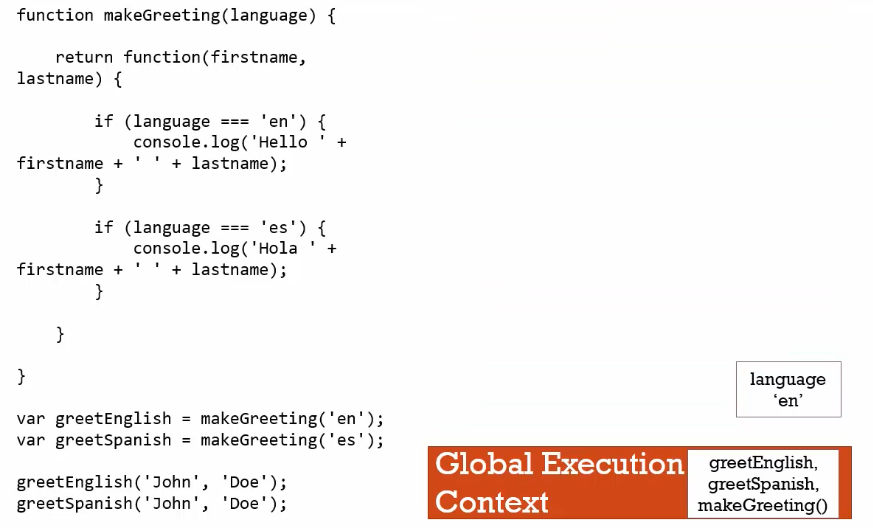 function makeGreeting(language) {
return function(firstname,
lastname) {
if (language === 'en') {
console.log('Hello ' +
firstname + ' ' + lastname);
}
if (language === 'es') {
console.log('Hola ' +
firstname + ' ' + lastname);
}
}
}
var greetEnglish = makeGreeting('en');
var greetSpanish = makeGreeting('es');
greetEnglish('John', 'Doe');
greetSpanish('John', 'Doe');
language
‘en’
Global Execution
Context
greetEnglish,
greetSpanish,
makeGreeting()